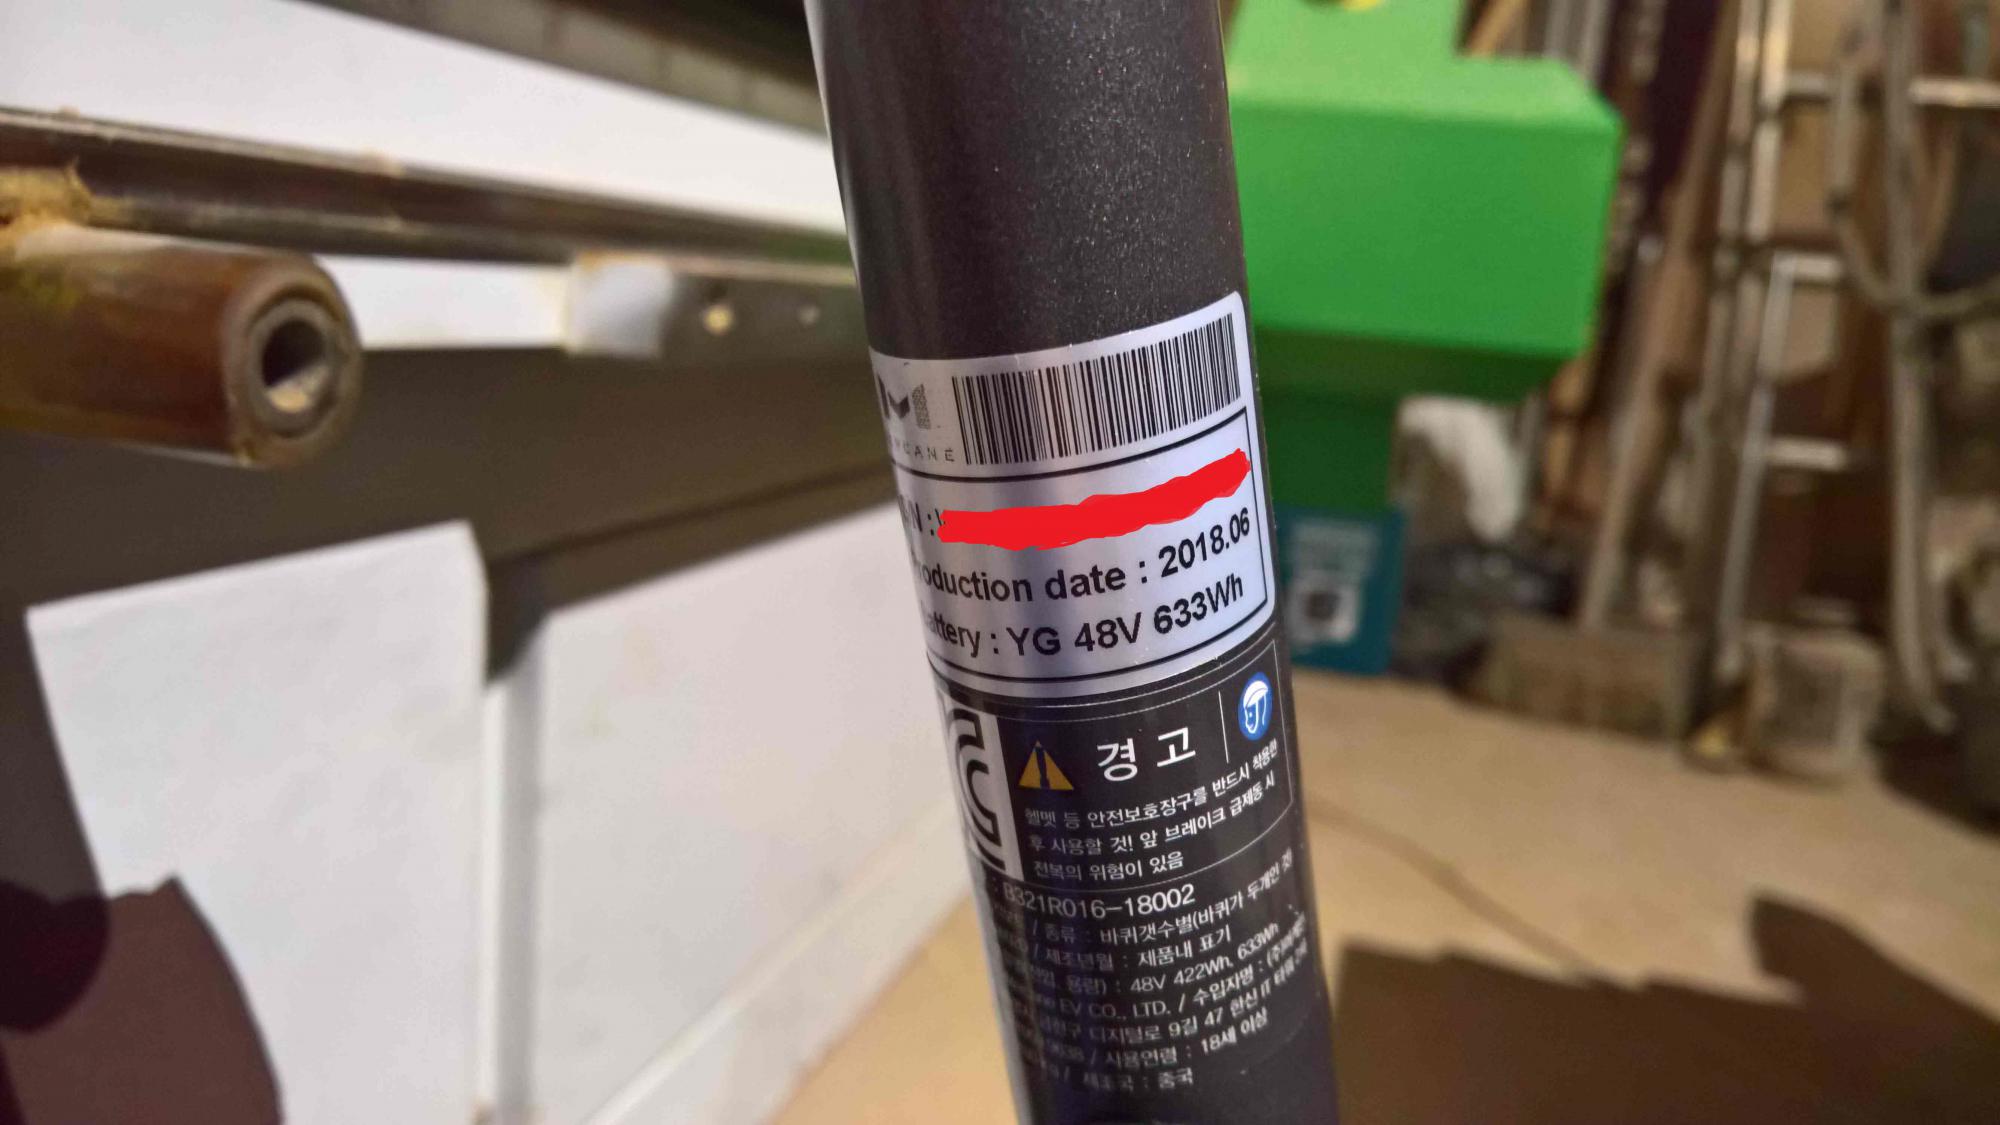 :
Production date : 2018.06
Battery : YG 48V 633Wh
경고
헬멧 등 안전보호장구를 반드시 착용한
후 사용할 것! 앞 브레이크 급제동 시
전복의 위험이 있음
: B321R016-18002
/ 종류 : 바퀴갯수별(바퀴가 두개인 것)
/ 제조년월 : 제품내 표기
용량) : 48V 422Wh, 633Wh
EV CO., LTD. / 수입자명 :
디지털로 9길 47 한신 IT 타워
/ 사용연령 : 18세 이상
/ 제조국 : 중국